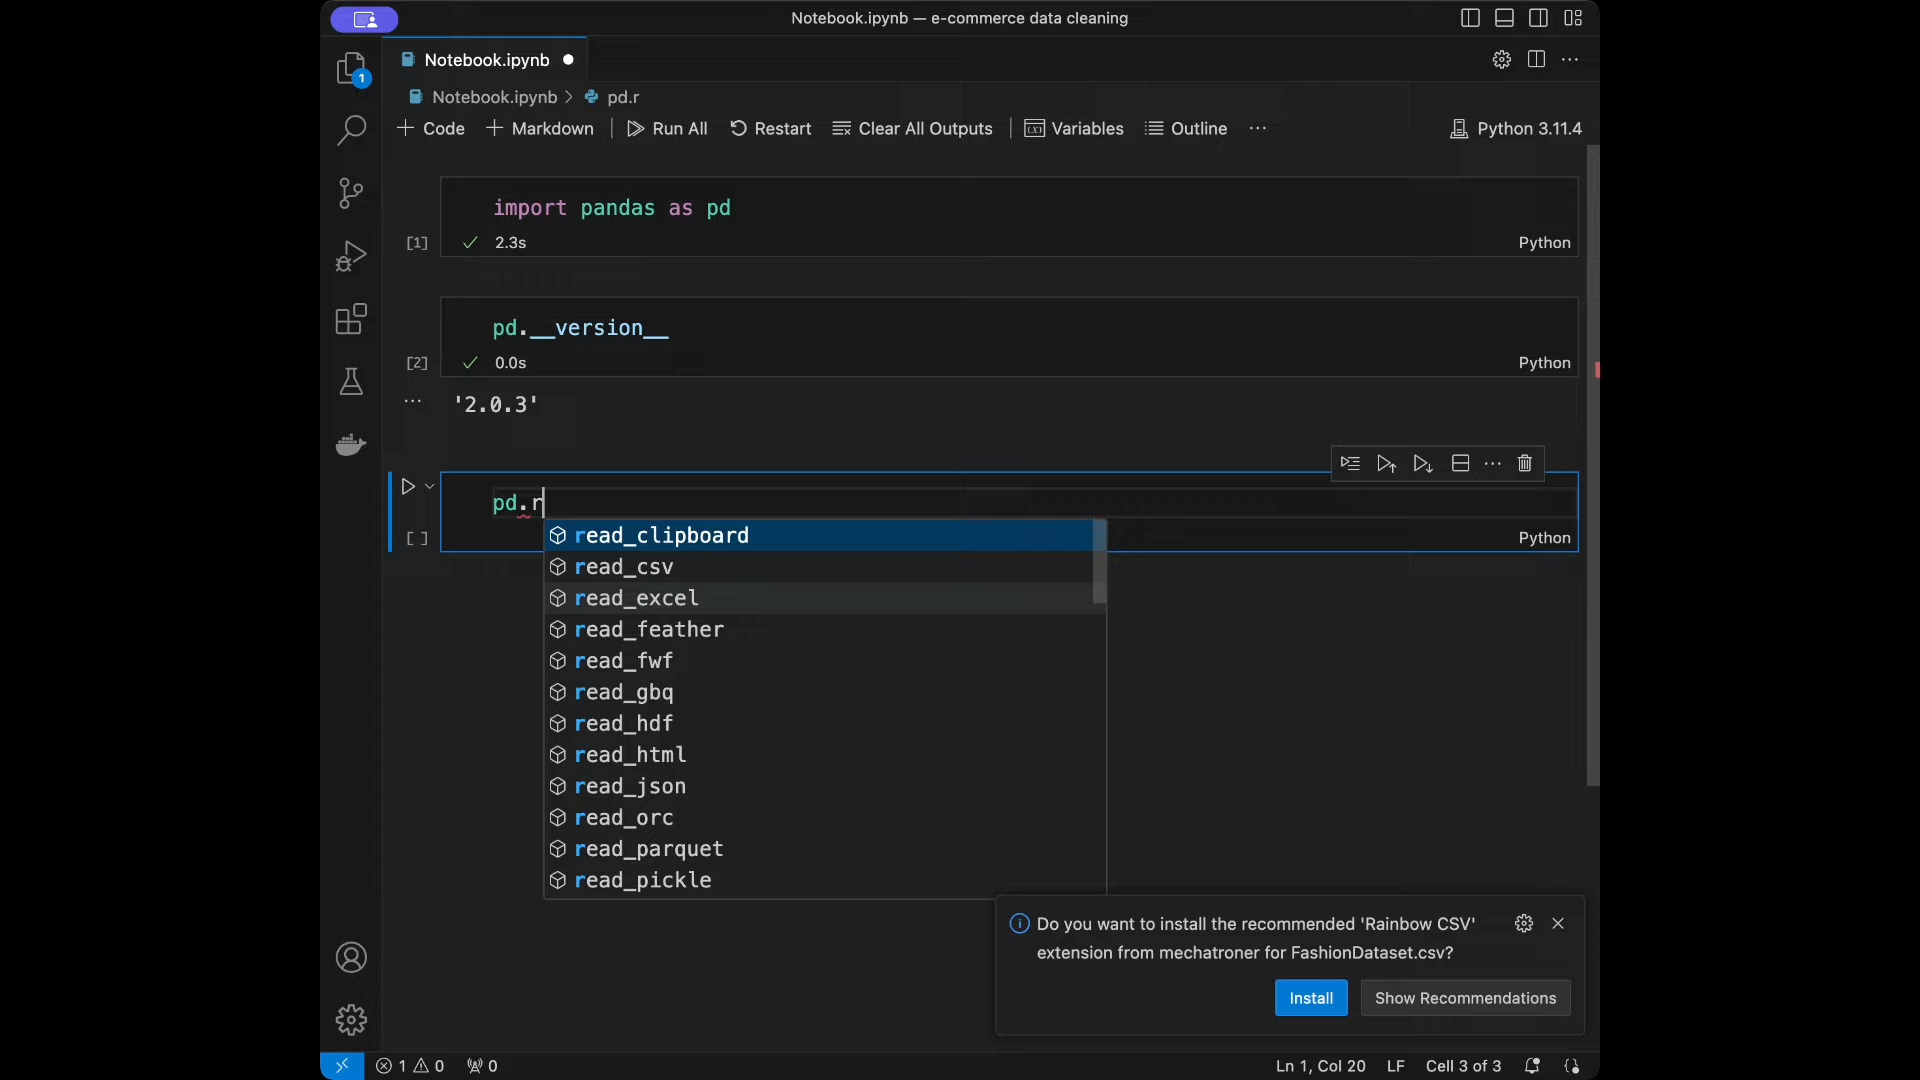 Notebook.ipynb — e-commerce data cleaning
1
Notebook.ipynb
Notebook.ipynb > pd.r
Code Markdown Run All Restart Clear All Outputs Variables Outline ... Python 3.11.4
import pandas as pd
[1] 2.3s Python
pd.__version__
[2] 0.0s Python
... '2.0.3'
pd.r
[ ] Python
read_clipboard
read_csv
read_excel
read_feather
read_fwf
read_gbq
read_hdf
read_html
read_json
read_orc
read_parquet
read_pickle
Do you want to install the recommended 'Rainbow CSV'
extension from mechatroner for FashionDataset.csv?
Install Show Recommendations
1 0 0 Ln 1, Col 20 LF Cell 3 of 3